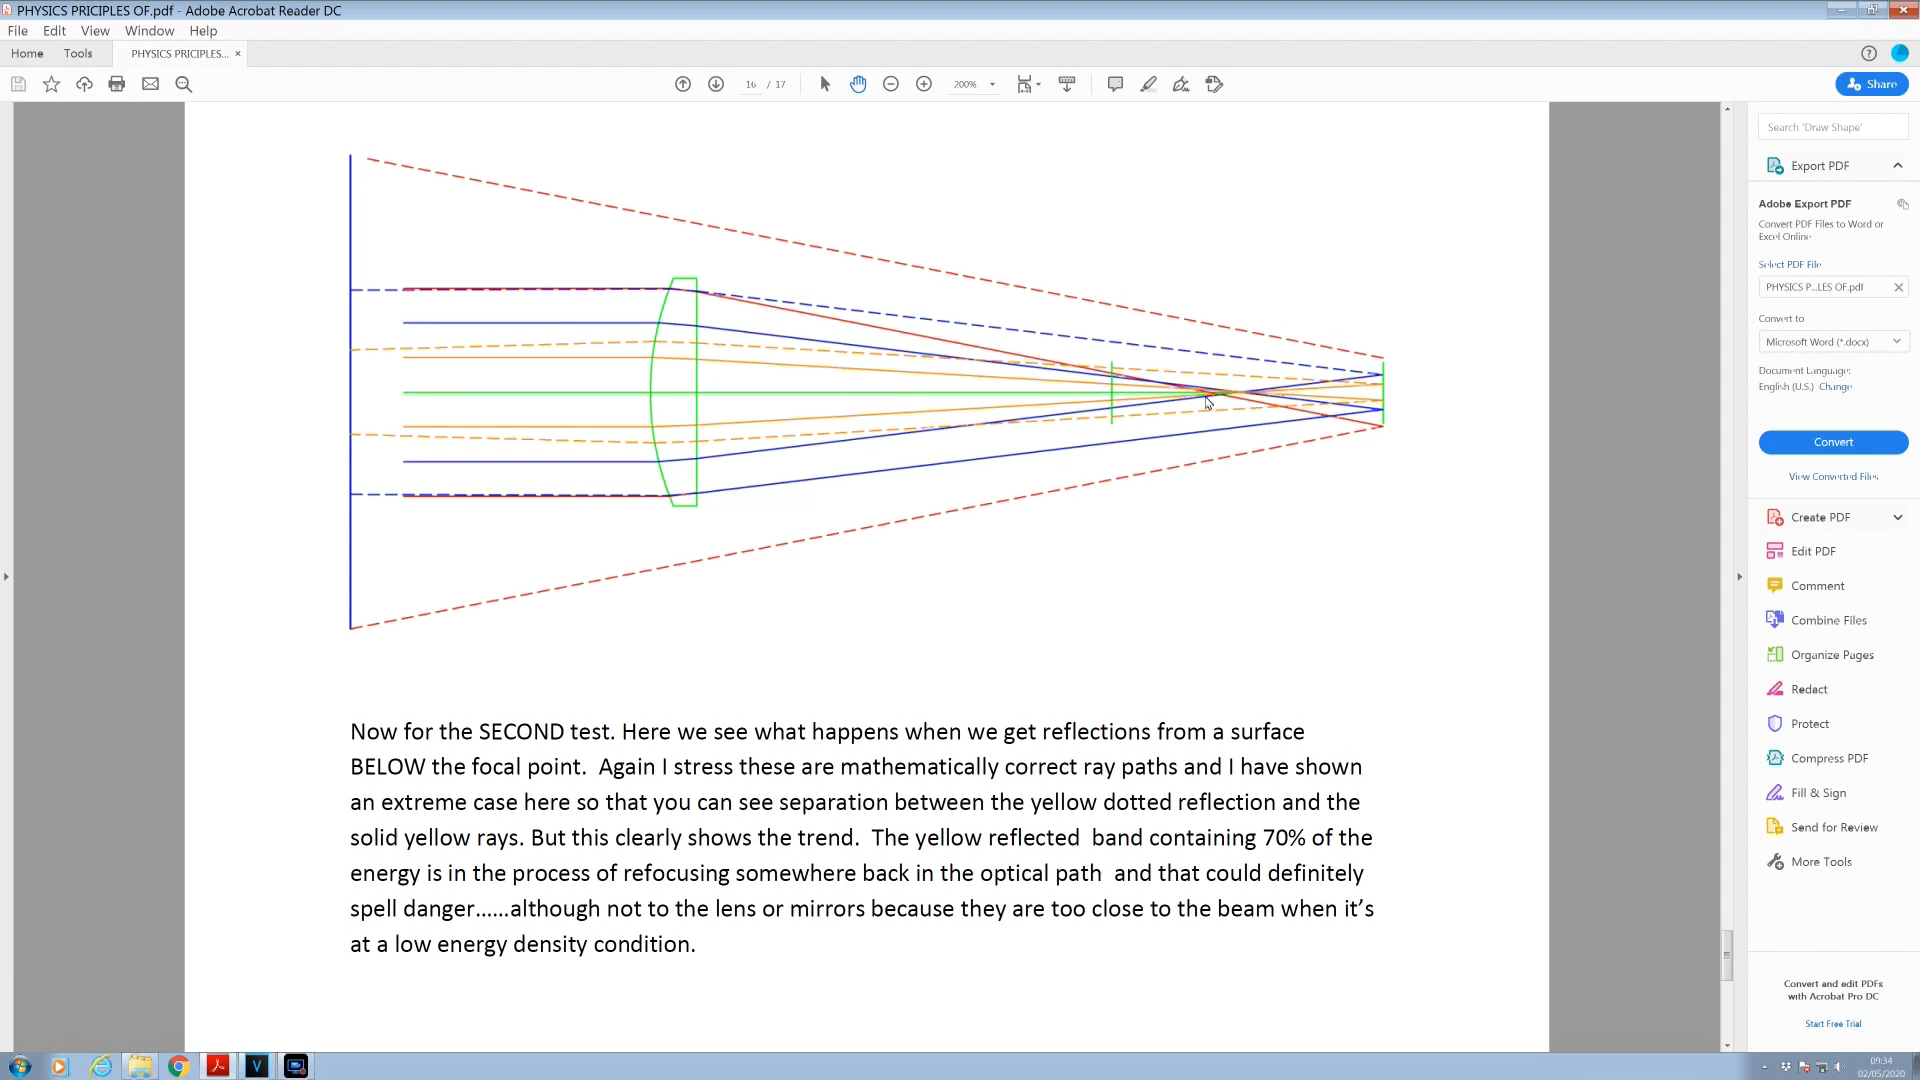 PHYSICS PRICIPLES OF.pdf - Adobe Acrobat Reader DC
File Edit View Window Help
Home Tools PHYSICS PRICIPLES... ×
16 / 17 200% Share
Search 'Draw Shape'
Export PDF
Adobe Export PDF
Convert PDF Files to Word or
Excel Online
Select PDF File
PHYSICS P...LES OF.pdf
Convert to
Microsoft Word (*.docx)
Document Language:
English (U.S.) Change
Convert
View Converted Files
Create PDF
Edit PDF
Comment
Combine Files
Organize Pages
Redact
Protect
Compress PDF
Fill & Sign
Send for Review
More Tools
Convert and edit PDFs
with Acrobat Pro DC
Start Free Trial
Now for the SECOND test. Here we see what happens when we get reflections from a surface
BELOW the focal point.  Again I stress these are mathematically correct ray paths and I have shown
an extreme case here so that you can see separation between the yellow dotted reflection and the
solid yellow rays. But this clearly shows the trend.  The yellow reflected  band containing 70% of the
energy is in the process of refocusing somewhere back in the optical path  and that could definitely
spell danger……although not to the lens or mirrors because they are too close to the beam when it’s
at a low energy density condition.
09:34
02/05/2020